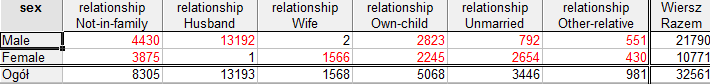 sex relationship relationship relationship relationship relationship relationship Wiersz
Not-in-family Husband Wife Own-child Unmarried Other-relative Razem
Male 4430 13192 2 2823 792 551 21790
Female 3875 1 1566 2245 2654 430 10771
Ogół 8305 13193 1568 5068 3446 981 32561